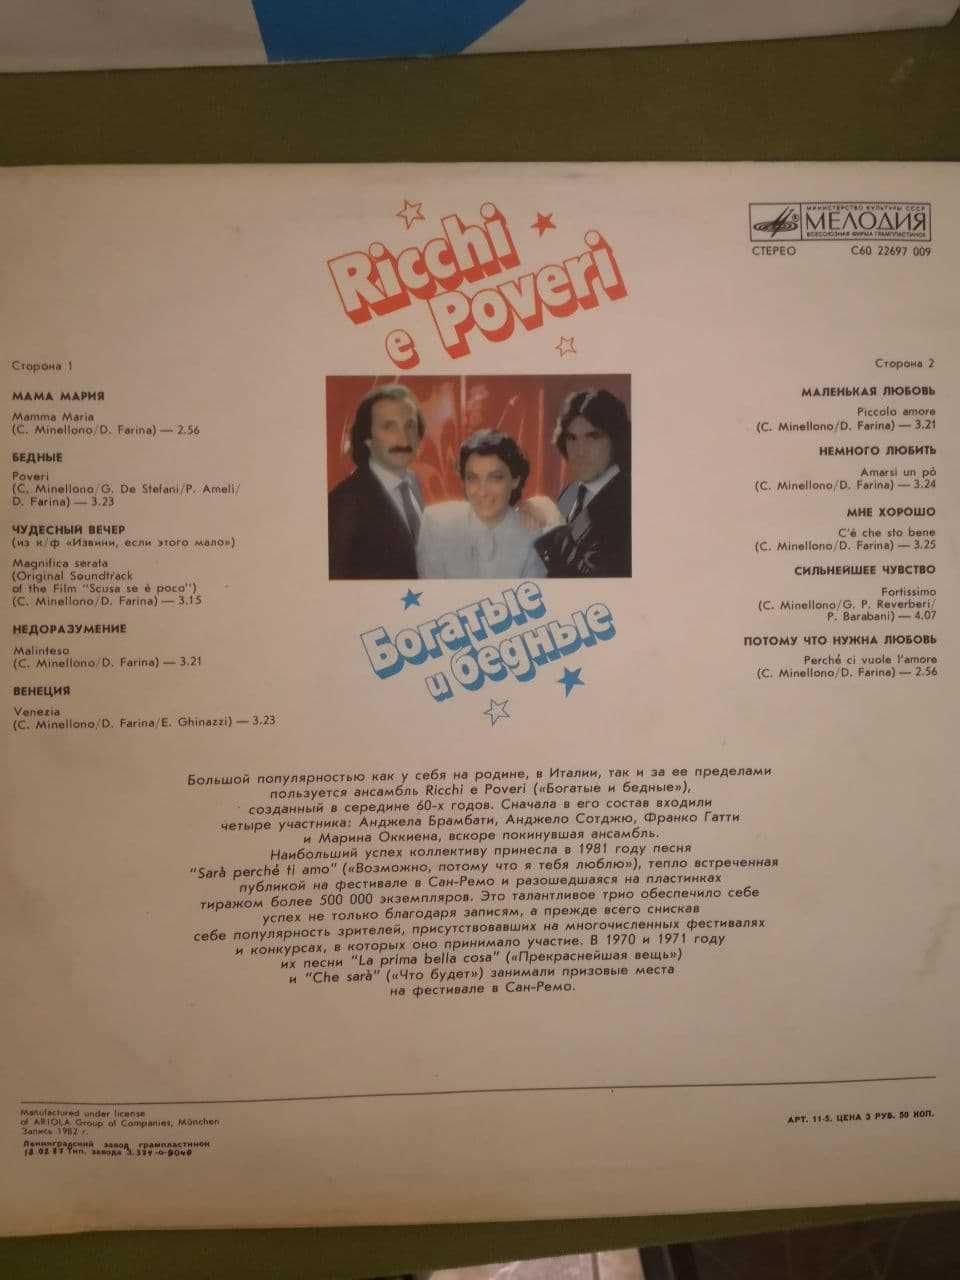 Ricchi
e Poveri
МИНИСТЕРСТВО КУЛЬТУРЫ СССР
МЕЛОДИЯ
ВСЕСОЮЗНАЯ ФИРМА ГРАМПЛАСТИНОК
СТЕРЕО С60 22697 009
Сторона 1
МАМА МАРИЯ
Mamma Maria
(C. Minellono/D. Farina) — 2.56
БЕДНЫЕ
Poveri
(C. Minellono/G. De Stefani/P. Ameli/
D. Farina) — 3.23
ЧУДЕСНЫЙ ВЕЧЕР
(из к/ф «Извини, если этого мало»)
Magnifica serata
(Original Soundtrack
of the Film "Scusa se è poco")
(C. Minellono/D. Farina) — 3.15
НЕДОРАЗУМЕНИЕ
Malinteso
(C. Minellono/D. Farina) — 3.21
ВЕНЕЦИЯ
Venezia
(C. Minellono/D. Farina/E. Ghinazzi) — 3.23
Сторона 2
МАЛЕНЬКАЯ ЛЮБОВЬ
Piccolo amore
(C. Minellono/D. Farina) — 3.21
НЕМНОГО ЛЮБИТЬ
Amarsi un pò
(C. Minellono/D. Farina) — 3.24
МНЕ ХОРОШО
C'è che sto bene
(C. Minellono/D. Farina) — 3.25
СИЛЬНЕЙШЕЕ ЧУВСТВО
Fortissimo
(C. Minellono/G. P. Reverberi/
P. Barabani) — 4.07
ПОТОМУ ЧТО НУЖНА ЛЮБОВЬ
Perché ci vuole l'amore
(C. Minellono/D. Farina) — 2.56
Богатые
и бедные
Большой популярностью как у себя на родине, в Италии, так и за ее пределами
пользуется ансамбль Ricchi e Poveri («Богатые и бедные»),
созданный в середине 60-х годов. Сначала в его состав входили
четыре участника: Анджела Брамбати, Анджело Сотджю, Франко Гатти
и Марина Оккиена, вскоре покинувшая ансамбль.
Наибольший успех коллективу принесла в 1981 году песня
"Sarà perché ti amo" («Возможно, потому что я тебя люблю»), тепло встреченная
публикой на фестивале в Сан-Ремо и разошедшаяся на пластинках
тиражом более 500 000 экземпляров. Это талантливое трио обеспечило себе
успех не только благодаря записям, а прежде всего снискав
себе популярность зрителей, присутствовавших на многочисленных фестивалях
и конкурсах, в которых оно принимало участие. В 1970 и 1971 году
их песни "La prima bella cosa" («Прекраснейшая вещь»)
и "Che sarà" («Что будет») занимали призовые места
на фестивале в Сан-Ремо.
Manufactured under license
of ARIOLA Group of Companies, München
Запись 1982 г.
Ленинградский завод грампластинок
18 02 87 Тип. завода З. 334-0-9040
АРТ. 11-5. ЦЕНА 3 РУБ. 50 КОП.